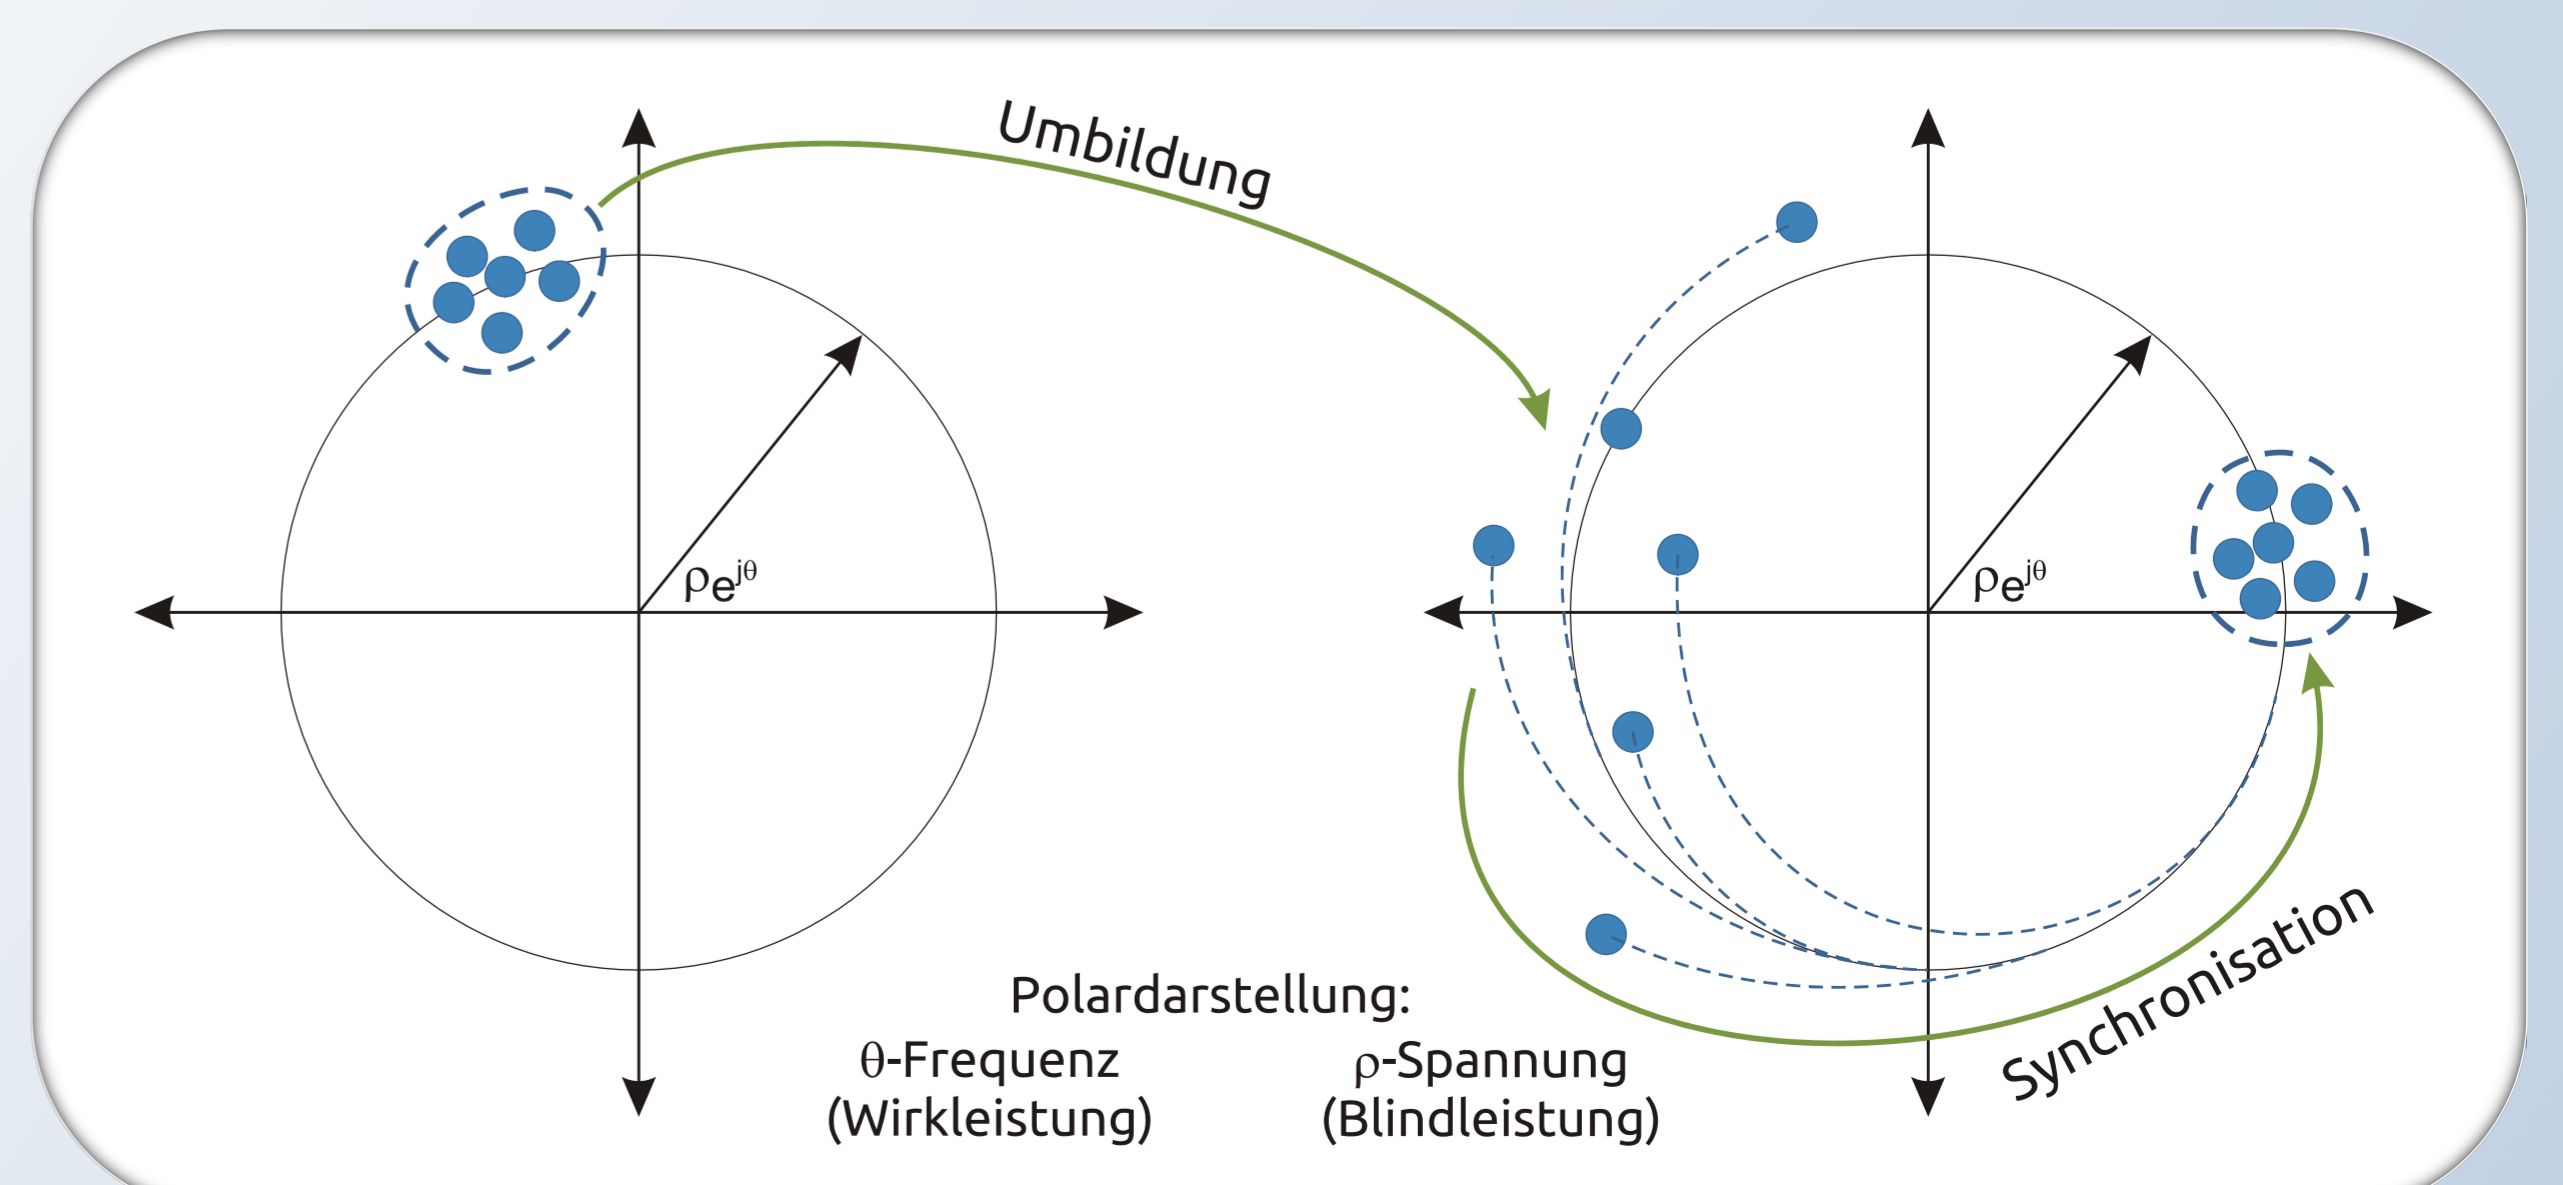 Umbildung
ρe^jθ
ρe^jθ
Synchronisation
Polardarstellung:
θ-Frequenz
(Wirkleistung)
ρ-Spannung
(Blindleistung)